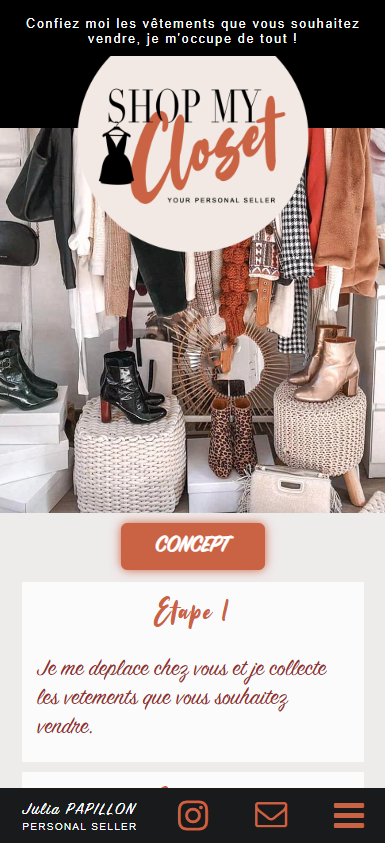 Confiez moi les vêtements que vous souhaitez
vendre, je m'occupe de tout !
SHOP MY
Closet
YOUR PERSONAL SELLER
CONCEPT
Etape 1
Je me deplace chez vous et je collecte
les vetements que vous souhaitez
vendre.
Julia PAPILLON
PERSONAL SELLER